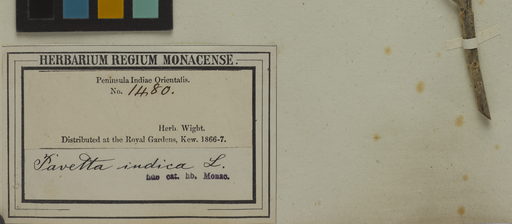 HERBARIUM REGIUM MONACENSE.
Peninsula Indiae Orientalis.
No. 1480.
Herb. Wight.
Distributed at the Royal Gardens, Kew. 1866-7.
Pavetta indica L.
cat. hb. Monac.